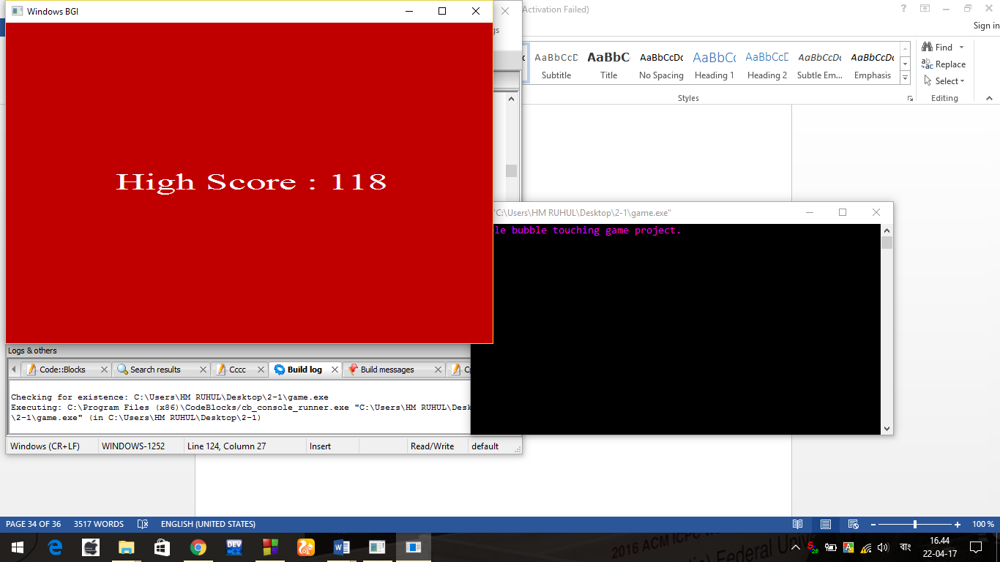 Windows BGI
Activation Failed)
Sign in
gs
High Score : 118
AaBbCcD
AaBbC
AaBbCcDc
AaBbCc
AaBbCcD
AaBbCcDc
AaBbCcDc
Subtitle
Title
No Spacing
Heading 1
Heading 2
Subtle Em...
Emphasis
Styles
Find
Replace
Select
Editing
"C:\Users\HM RUHUL\Desktop\2-1\game.exe"
le bubble touching game project.
Logs & others
Code::Blocks
Search results
Cccc
Build log
Build messages
Checking for existence: C:\Users\HM RUHUL\Desktop\2-1\game.exe
Executing: C:\Program Files (x86)\CodeBlocks/cb_console_runner.exe "C:\Users\HM RUHUL\Desk
\2-1\game.exe" (in C:\Users\HM RUHUL\Desktop\2-1)
Windows (CR+LF)
WINDOWS-1252
Line 124, Column 27
Insert
Read/Write
default
PAGE 34 OF 36
3517 WORDS
ENGLISH (UNITED STATES)
100 %
DEV
2016 ACM ICPC
Federal
বাং
16.44
22-04-17